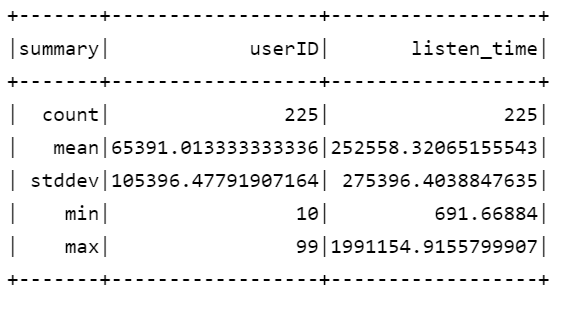 +-------+------------------+------------------+
|summary|            userID|       listen_time|
+-------+------------------+------------------+
|  count|               225|               225|
|   mean|65391.013333333336|252558.32065155543|
| stddev|105396.47791907164| 275396.4038847635|
|    min|                10|         691.66884|
|    max|                99|1991154.9155799907|
+-------+------------------+------------------+